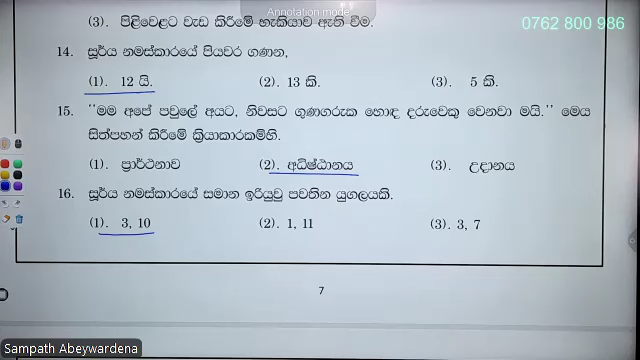 Annotation mode
0762 800 986
(3). පිළිවෙළට වැඩ කිරීමේ හැකියාව ඇති වීම.
14. සූර්ය නමස්කාරයේ පියවර ගණන,
(1). 12 යි. (2). 13 කි. (3). 5 කි.
15. ‘‘මම අපේ පවුලේ අයට, නිවසට ගුණගරුක හොඳ දරුවෙකු වෙනවා මයි.’’ මෙය
සිත්පහන් කිරීමේ ක්‍රියාකාරකම්හි.
(1). ප්‍රාර්ථනාව (2). අධිෂ්ඨානය (3). උදානය
16. සූර්ය නමස්කාරයේ සමාන ඉරියුවු පවතින යුගලයකි.
(1). 3, 10 (2). 1, 11 (3). 3, 7
7
Sampath Abeywardena